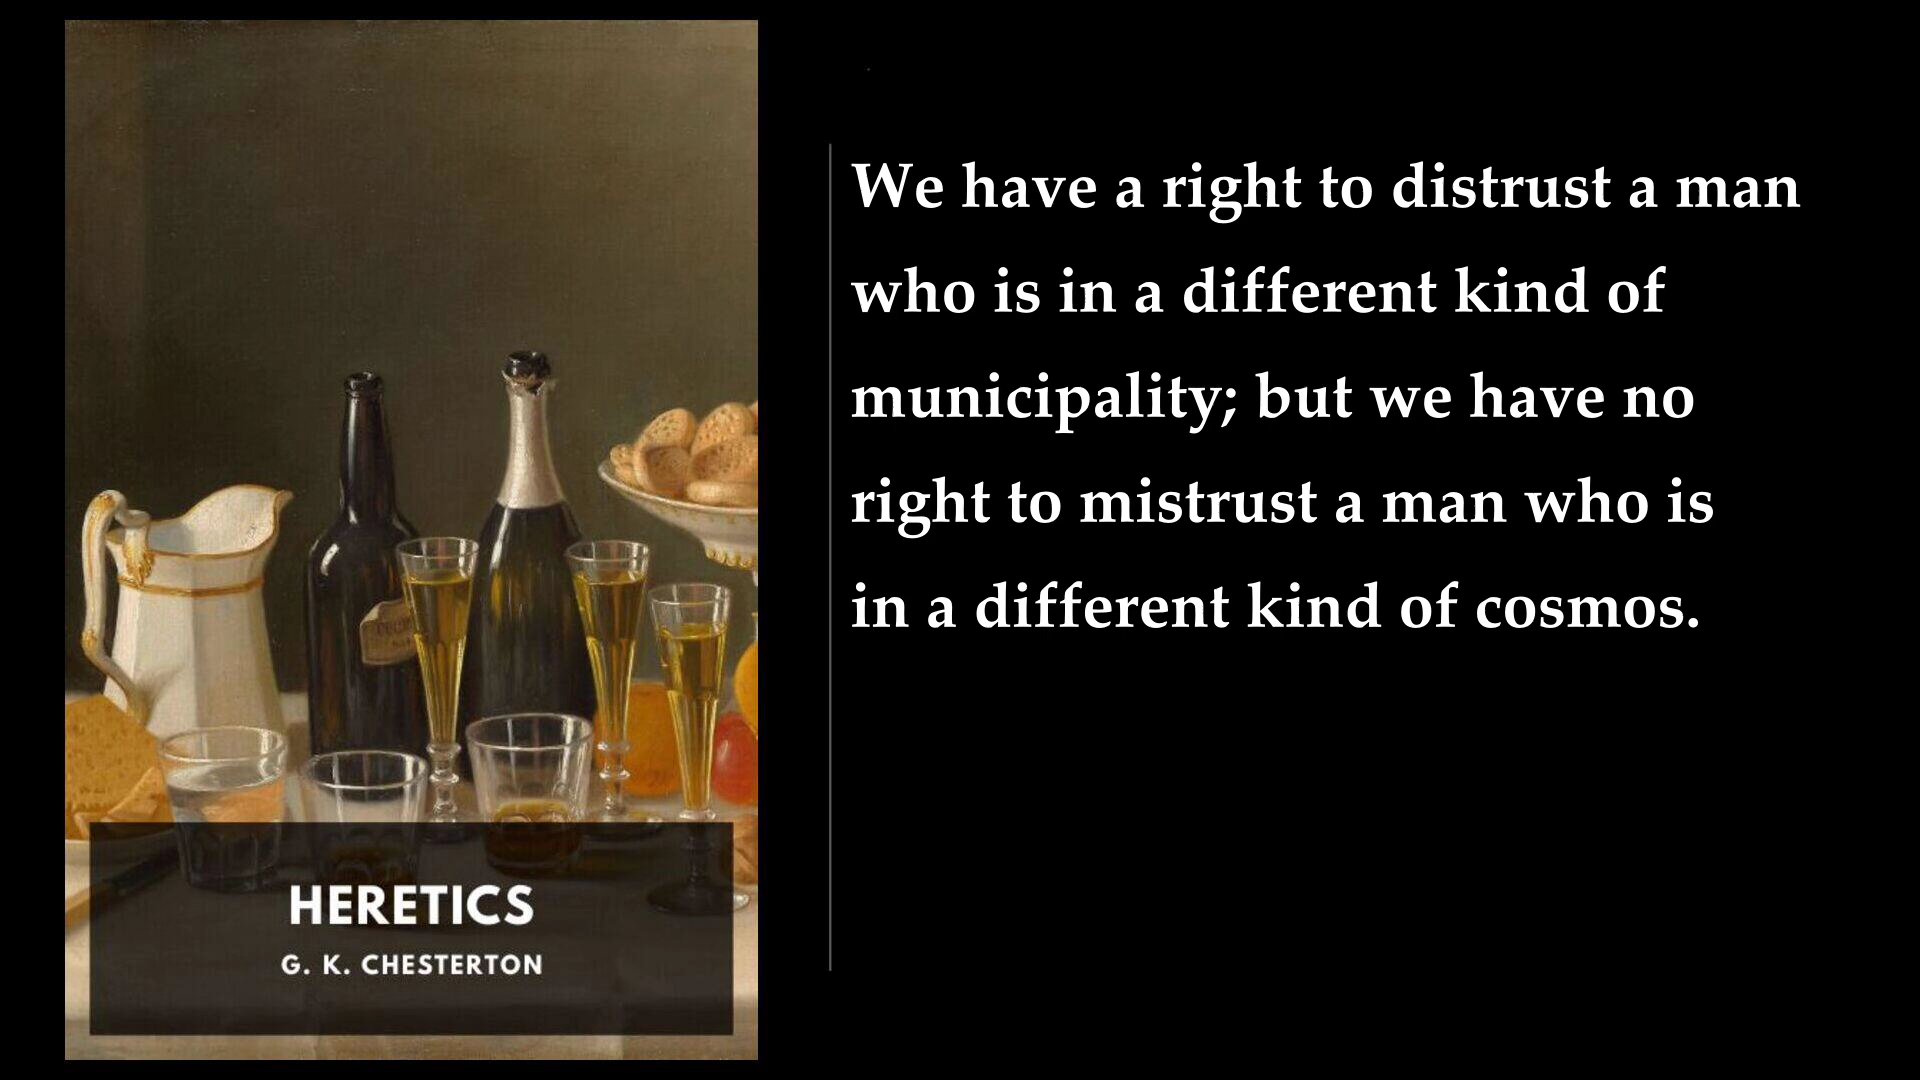 We have a right to distrust a man
who is in a different kind of
municipality; but we have no
right to mistrust a man who is
in a different kind of cosmos.
HERETICS
G. K. CHESTERTON